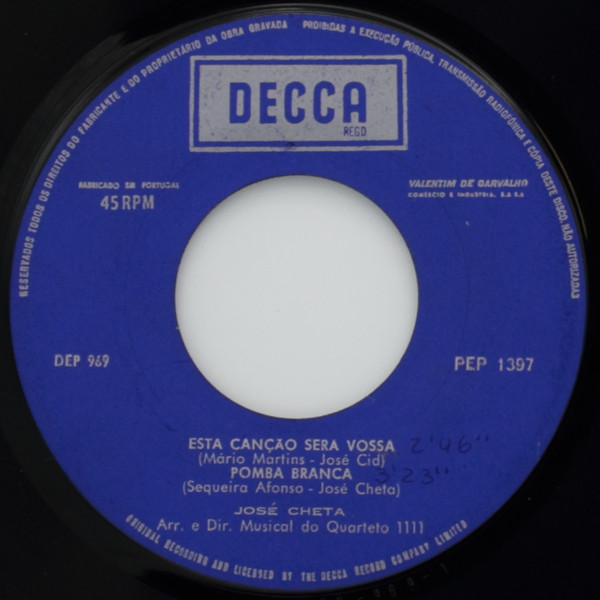 RESERVADOS TODOS OS DIREITOS DO FABRICANTE E DO PROPRIETÁRIO DA OBRA GRAVADA PROIBIDAS A EXECUÇÃO PÚBLICA, TRANSMISSÃO RADIOFÓNICA E CÓPIA DESTE DISCO, NÃO AUTORIZADAS
DECCA
REGD
FABRICADO EM PORTUGAL
45 RPM
VALENTIM DE CARVALHO
COMÉRCIO E INDÚSTRIA, S.A.R.L.
DEP 969
PEP 1397
ESTA CANÇÃO SERA VOSSA 2'46"
(Mário Martins - José Cid)
POMBA BRANCA 3'23"
(Sequeira Afonso - José Cheta)
JOSÉ CHETA
Arr. e Dir. Musical do Quarteto 1111
ORIGINAL RECORDING AND LICENSED BY THE DECCA RECORD COMPANY LIMITED